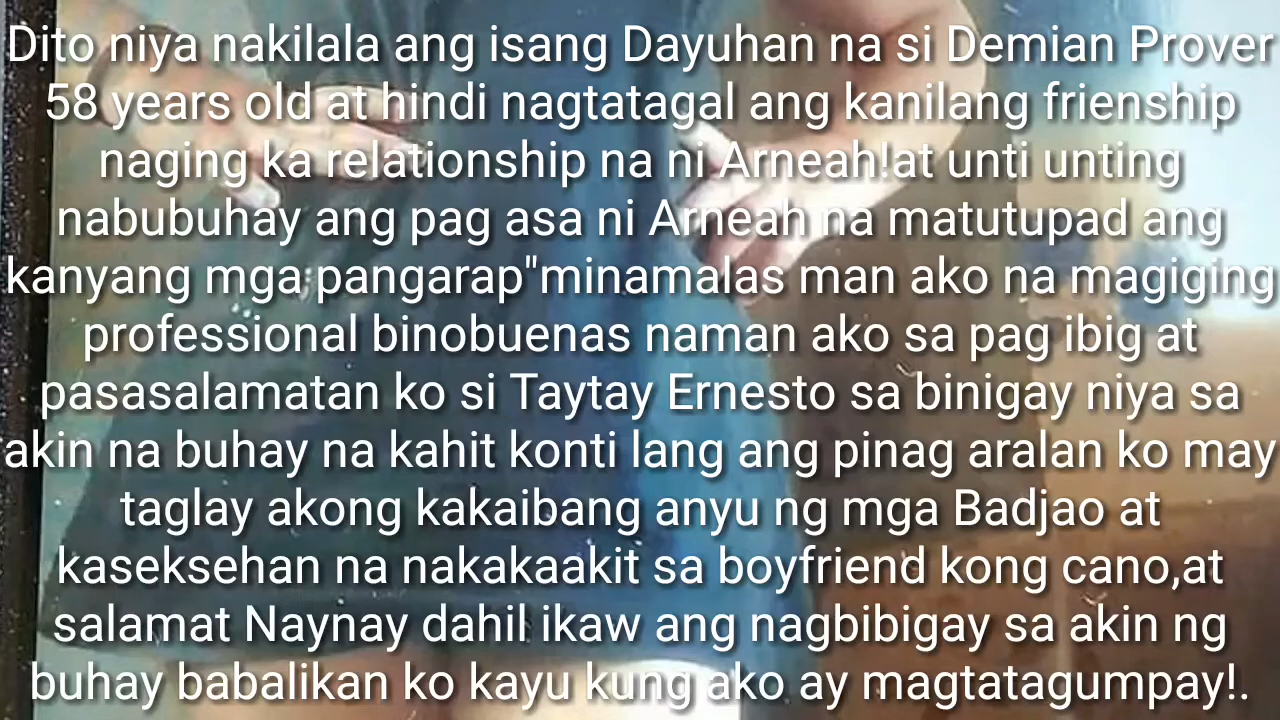 Dito niya nakilala ang isang Dayuhan na si Demian Prover
58 years old at hindi nagtatagal ang kanilang frienship
naging ka relationship na ni Arneah!at unti unting
nabubuhay ang pag asa ni Arneah na matutupad ang
kanyang mga pangarap"minamalas man ako na magiging
professional binobuenas naman ako sa pag ibig at
pasasalamatan ko si Taytay Ernesto sa binigay niya sa
akin na buhay na kahit konti lang ang pinag aralan ko may
taglay akong kakaibang anyu ng mga Badjao at
kaseksehan na nakakaakit sa boyfriend kong cano,at
salamat Naynay dahil ikaw ang nagbibigay sa akin ng
buhay babalikan ko kayu kung ako ay magtatagumpay!.